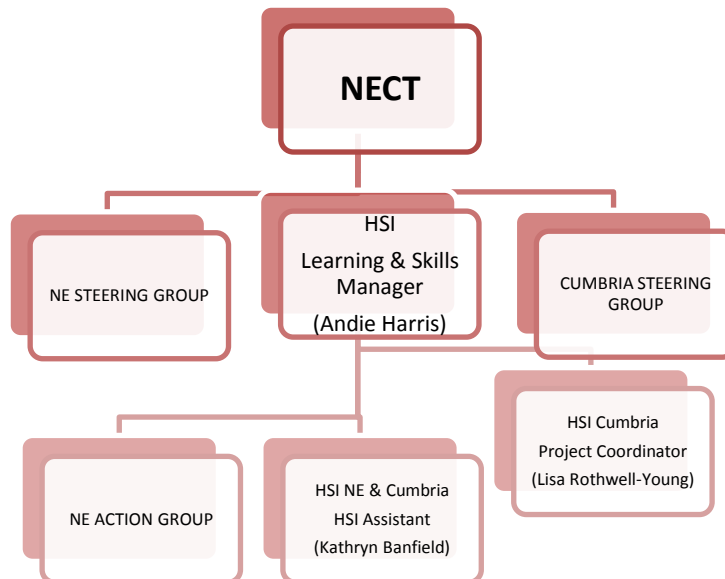 NECT
NE STEERING GROUP
HSI
Learning & Skills
Manager
(Andie Harris)
CUMBRIA STEERING
GROUP
NE ACTION GROUP
HSI NE & Cumbria
HSI Assistant
(Kathryn Banfield)
HSI Cumbria
Project Coordinator
(Lisa Rothwell-Young)